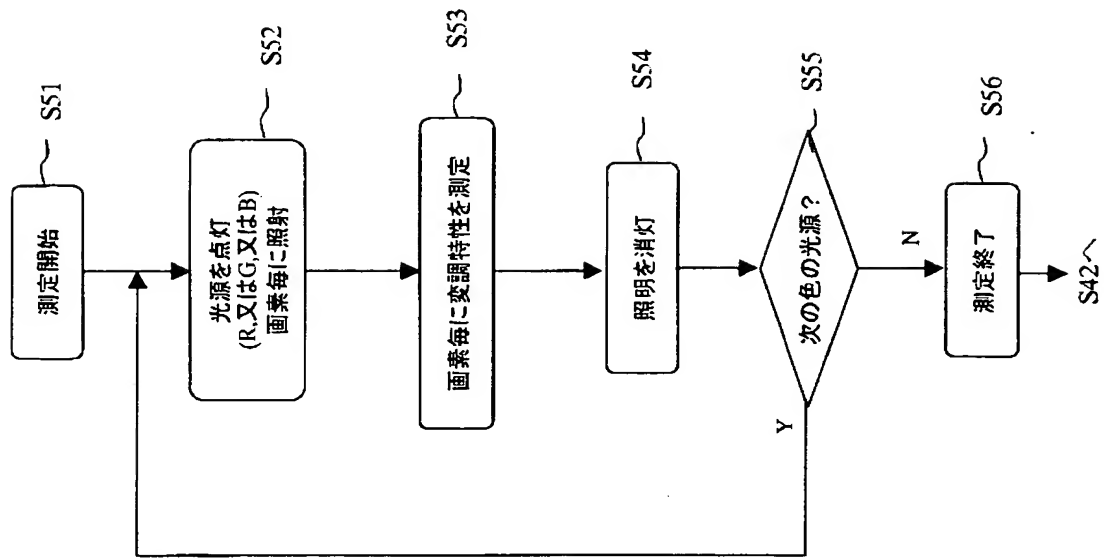 測定開始
S51
光源を点灯
(R,又はG,又はB)
画素毎に照射
S52
画素毎に変調特性を測定
S53
照明を消灯
S54
次の色の光源？
S55
Y
N
測定終了
S56
S42へ